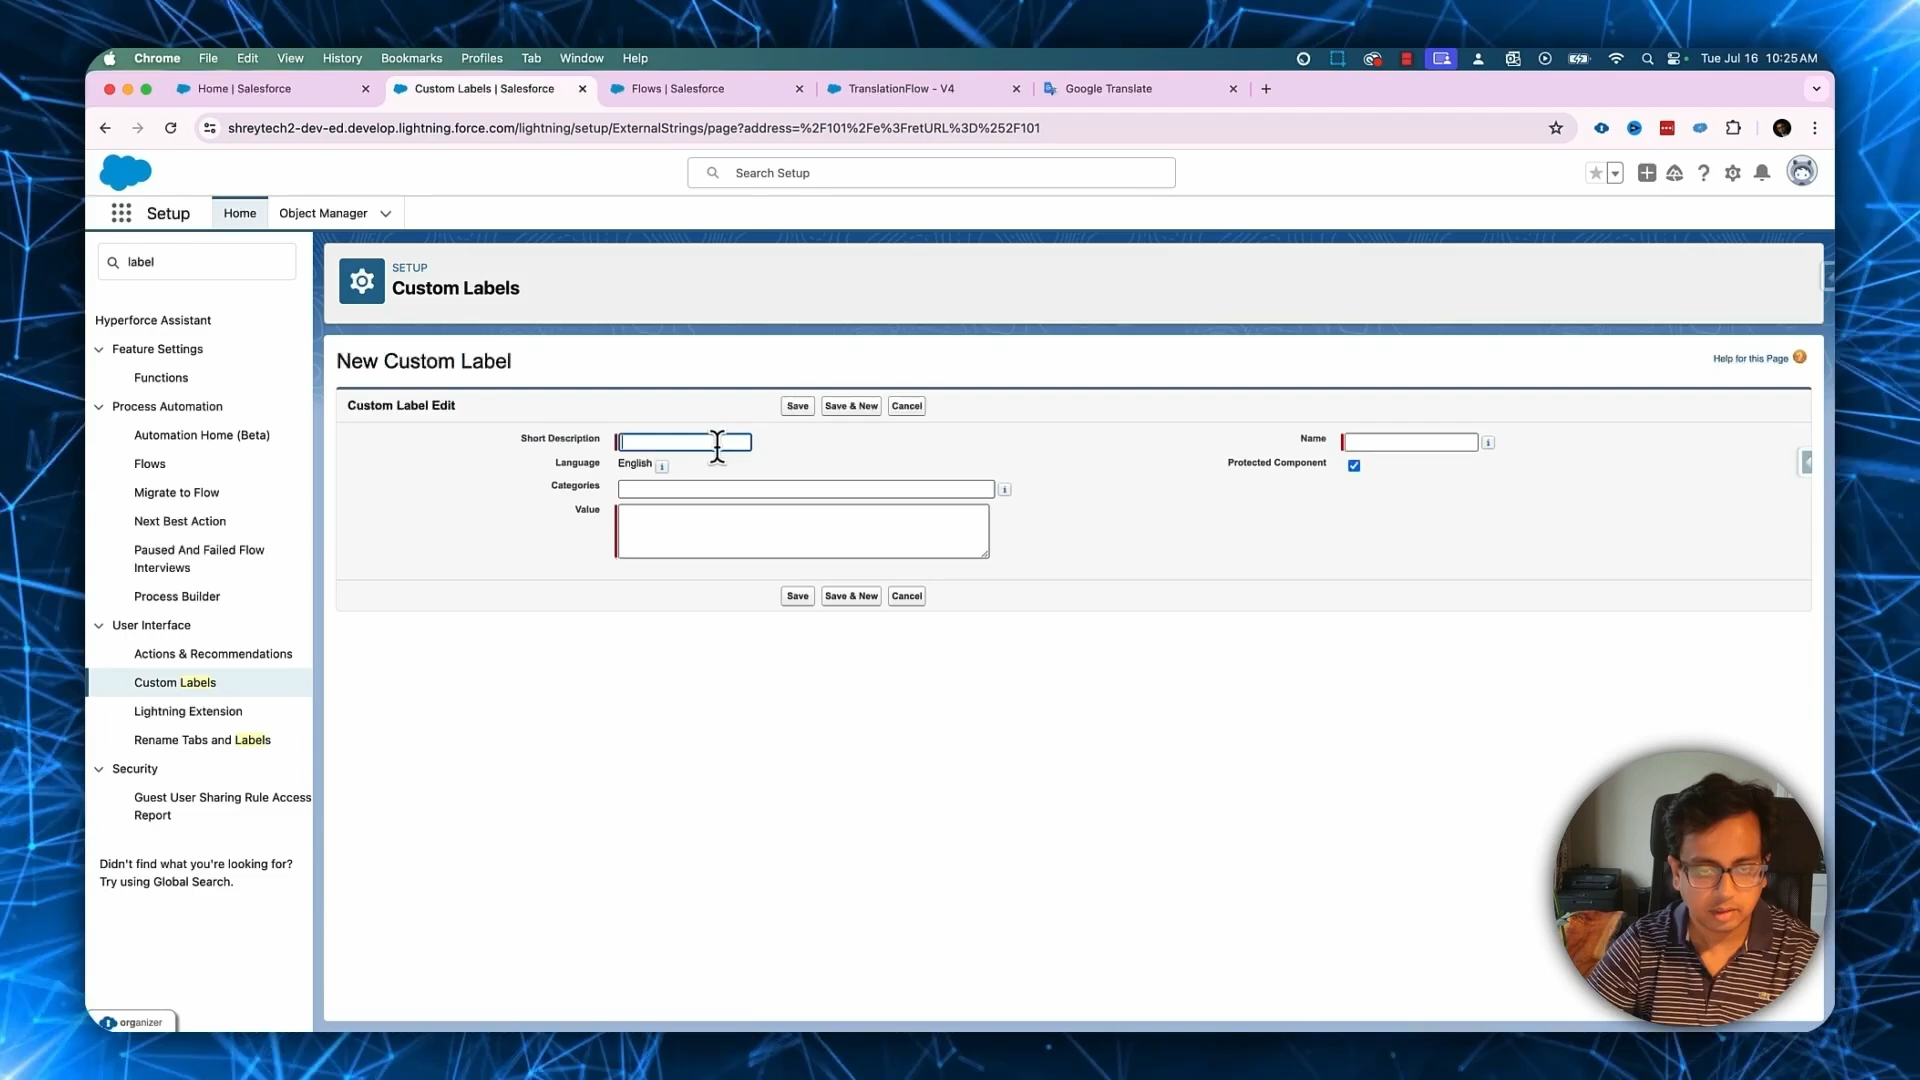 Chrome File Edit View History Bookmarks Profiles Tab Window Help Tue Jul 16 10:25 AM
Home | Salesforce Custom Labels | Salesforce Flows | Salesforce TranslationFlow - V4 Google Translate
shreytech2-dev-ed.develop.lightning.force.com/lightning/setup/ExternalStrings/page?address=%2F101%2Fe%3FretURL%3D%252F101
Search Setup
Setup Home Object Manager
label
SETUP
Custom Labels
Hyperforce Assistant
Feature Settings
Functions
Process Automation
Automation Home (Beta)
Flows
Migrate to Flow
Next Best Action
Paused And Failed Flow
Interviews
Process Builder
User Interface
Actions & Recommendations
Custom Labels
Lightning Extension
Rename Tabs and Labels
Security
Guest User Sharing Rule Access
Report
Didn't find what you're looking for?
Try using Global Search.
organizer
New Custom Label
Help for this Page
Custom Label Edit
Save Save & New Cancel
Short Description
Name
Language English
Protected Component
Categories
Value
Save Save & New Cancel